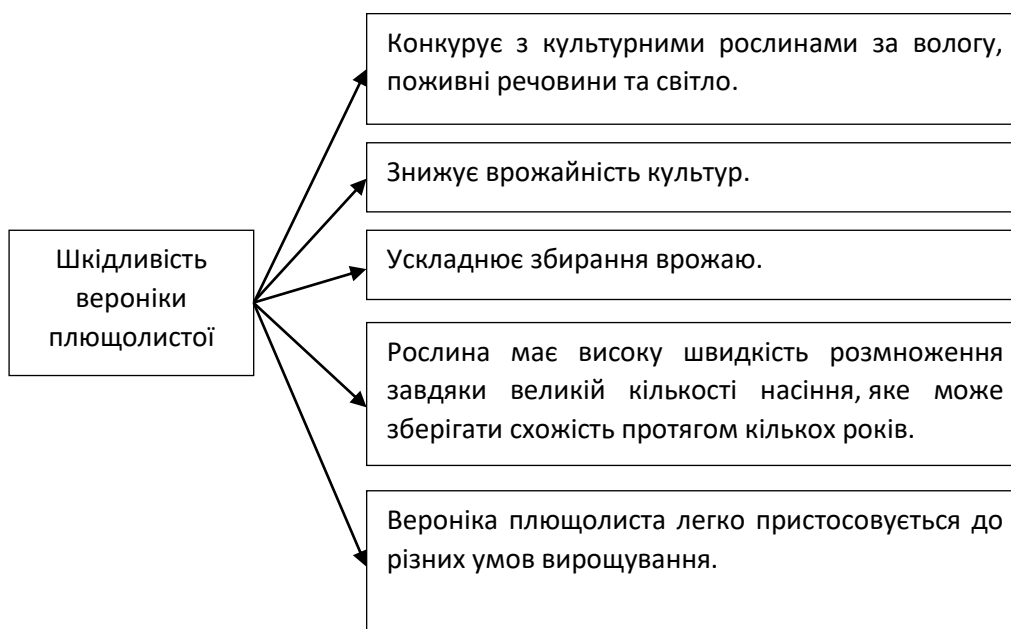 Шкідливість
вероніки
плющолистої
Конкурує з культурними рослинами за вологу,
поживні речовини та світло.
Знижує врожайність культур.
Ускладнює збирання врожаю.
Рослина має високу швидкість розмноження
завдяки великій кількості насіння, яке може
зберігати схожість протягом кількох років.
Вероніка плющолиста легко пристосовується до
різних умов вирощування.